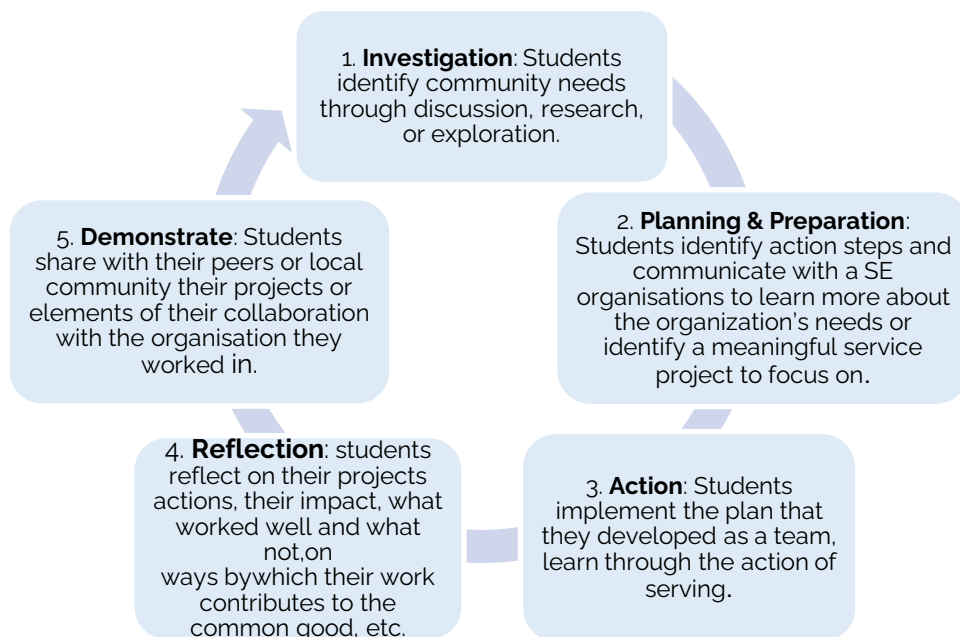 1. Investigation: Students
identify community needs
through discussion, research,
or exploration.
2. Planning & Preparation:
Students identify action steps and
communicate with a SE
organisations to learn more about
the organization’s needs or
identify a meaningful service
project to focus on.
3. Action: Students
implement the plan that
they developed as a team,
learn through the action of
serving.
4. Reflection: students
reflect on their projects
actions, their impact, what
worked well and what
not,on
ways bywhich their work
contributes to the
common good, etc.
5. Demonstrate: Students
share with their peers or local
community their projects or
elements of their collaboration
with the organisation they
worked in.